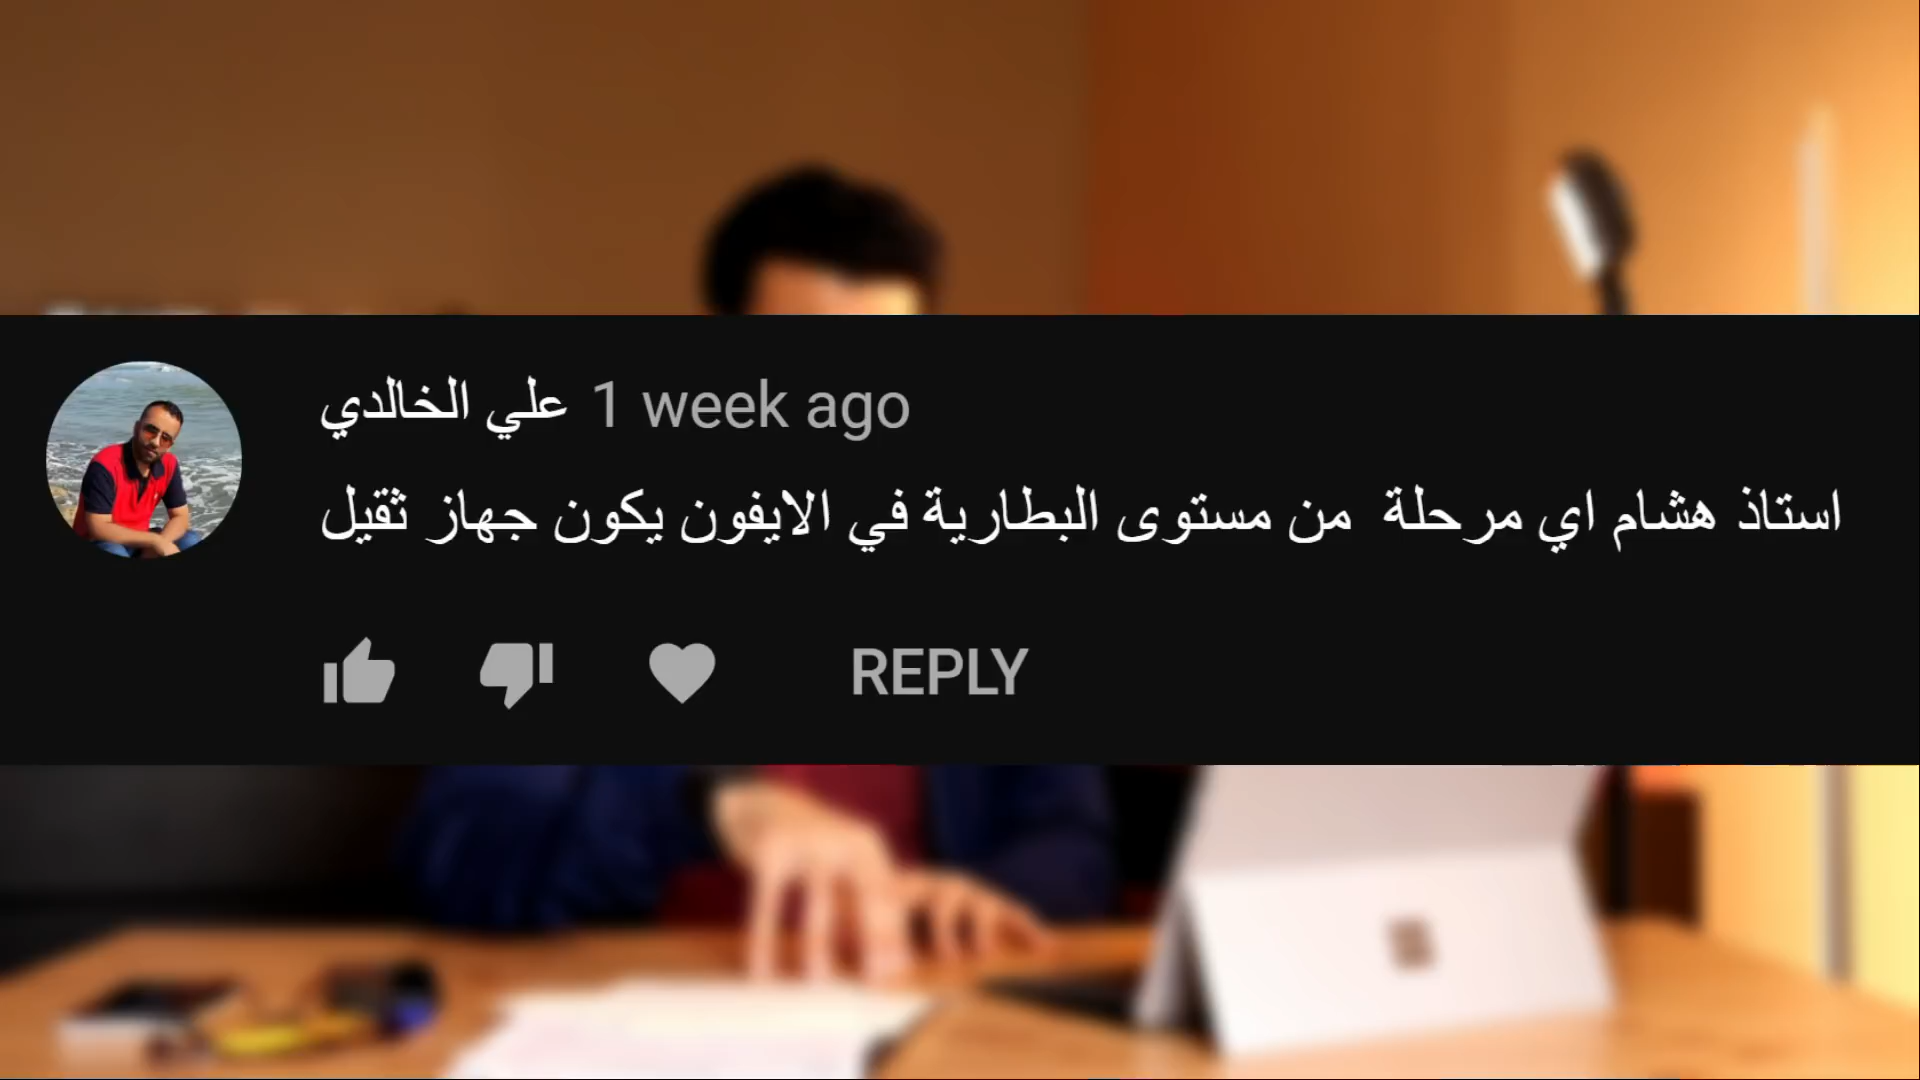 علي الخالدي 1 week ago
استاذ هشام اي مرحلة من مستوى البطارية في الايفون يكون جهاز ثقيل
REPLY